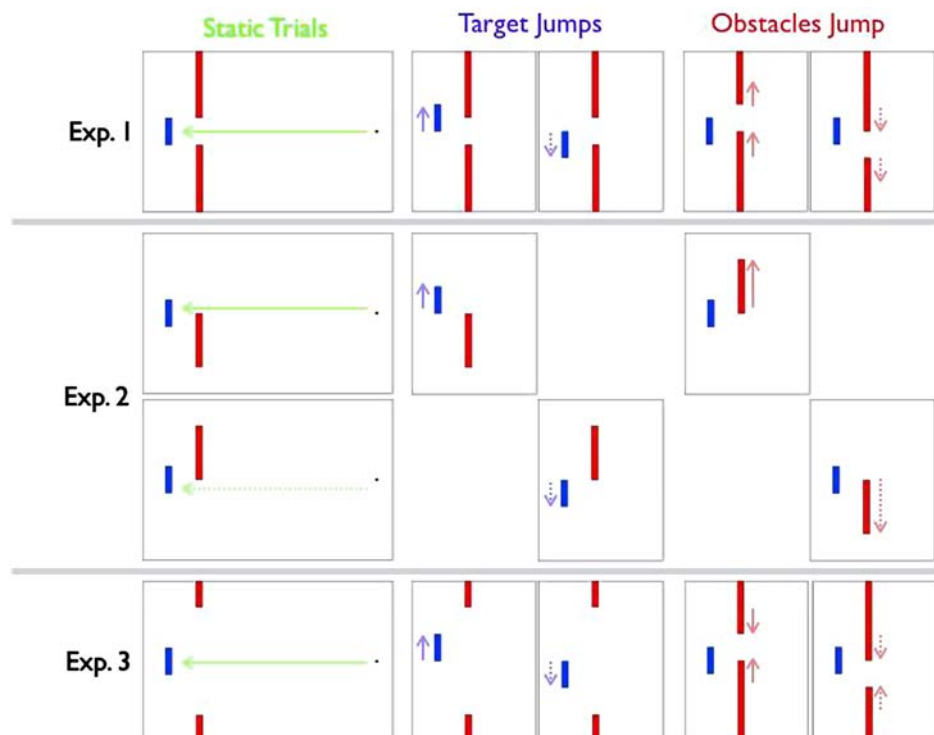 Static Trials
Target Jumps
Obstacles Jump
Exp. 1
Exp. 2
Exp. 3